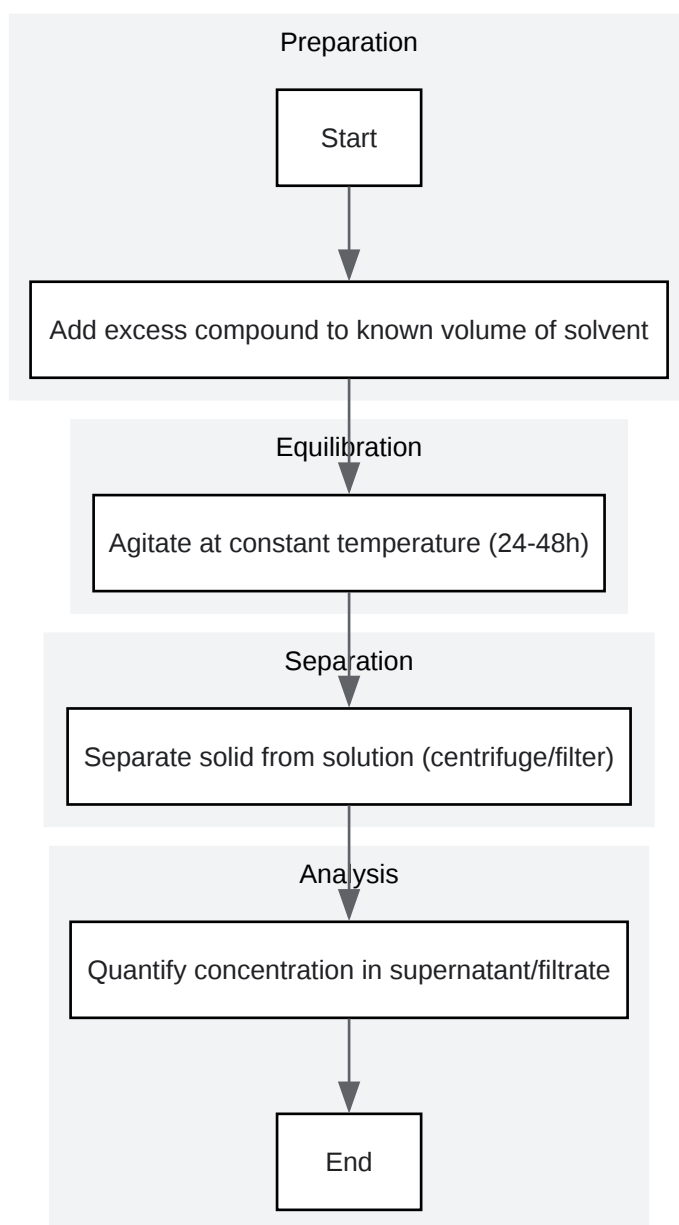 Preparation
Start
Add excess compound to known volume of solvent
Equilibration
Agitate at constant temperature (24-48h)
Separation
Separate solid from solution (centrifuge/filter)
Analysis
Quantify concentration in supernatant/filtrate
End